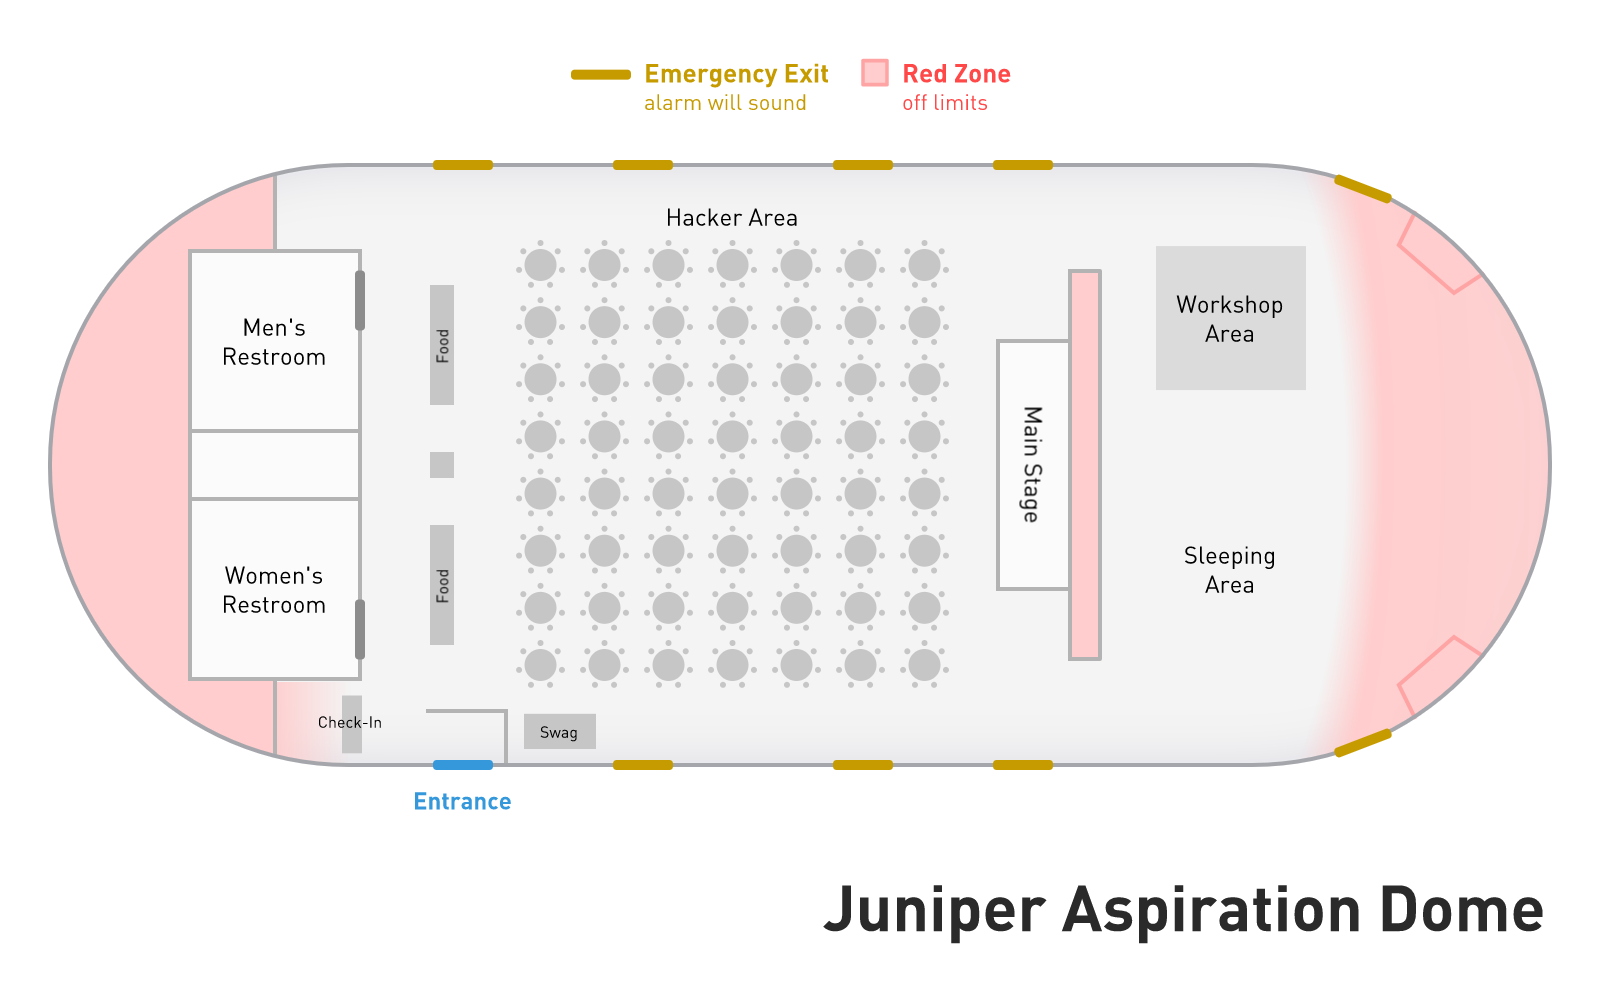 Emergency Exit
alarm will sound
Red Zone
off limits
Hacker Area
Men's
Restroom
Food
Workshop
Area
Main Stage
Women's
Restroom
Food
Sleeping
Area
Check-In
Swag
Entrance
Juniper Aspiration Dome